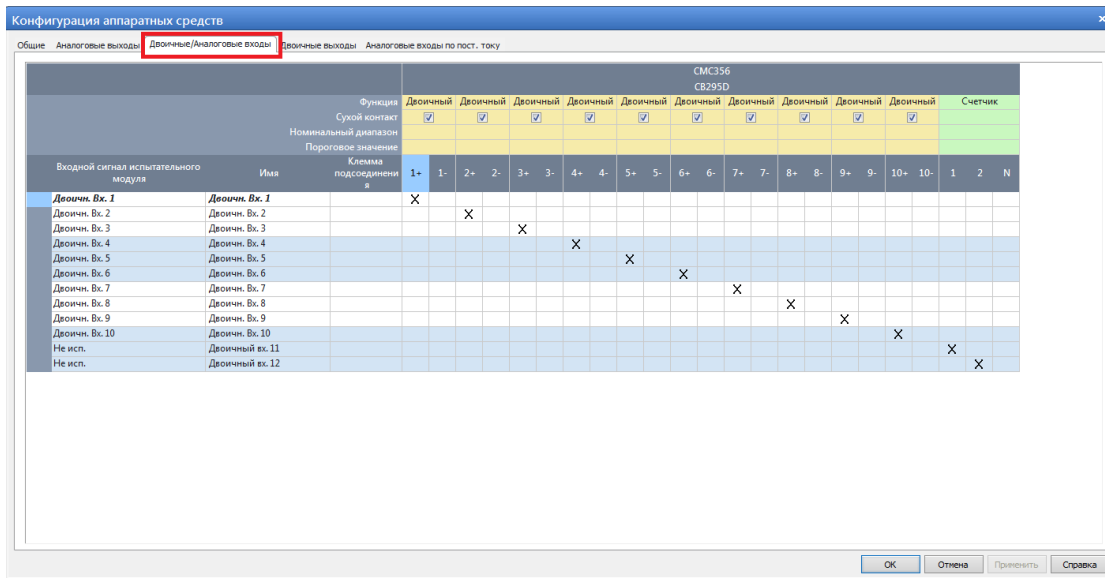 Конфигурация аппаратных средств
Общие Аналоговые выходы Двоичные/Аналоговые входы Двоичные выходы Аналоговые входы по пост. току
CMC356
CB295D
Функция Двоичный Двоичный Двоичный Двоичный Двоичный Двоичный Двоичный Двоичный Двоичный Двоичный Счетчик
Сухой контакт
Номинальный диапазон
Пороговое значение
Входной сигнал испытательного модуля Имя Клемма подсоединения 1+ 1- 2+ 2- 3+ 3- 4+ 4- 5+ 5- 6+ 6- 7+ 7- 8+ 8- 9+ 9- 10+ 10- 1 2 N
Двоичн. Вх. 1 Двоичн. Вх. 1 X
Двоичн. Вх. 2 Двоичн. Вх. 2 X
Двоичн. Вх. 3 Двоичн. Вх. 3 X
Двоичн. Вх. 4 Двоичн. Вх. 4 X
Двоичн. Вх. 5 Двоичн. Вх. 5 X
Двоичн. Вх. 6 Двоичн. Вх. 6 X
Двоичн. Вх. 7 Двоичн. Вх. 7 X
Двоичн. Вх. 8 Двоичн. Вх. 8 X
Двоичн. Вх. 9 Двоичн. Вх. 9 X
Двоичн. Вх. 10 Двоичн. Вх. 10 X
Не исп. Двоичный вх. 11 X
Не исп. Двоичный вх. 12 X
OK Отмена Применить Справка